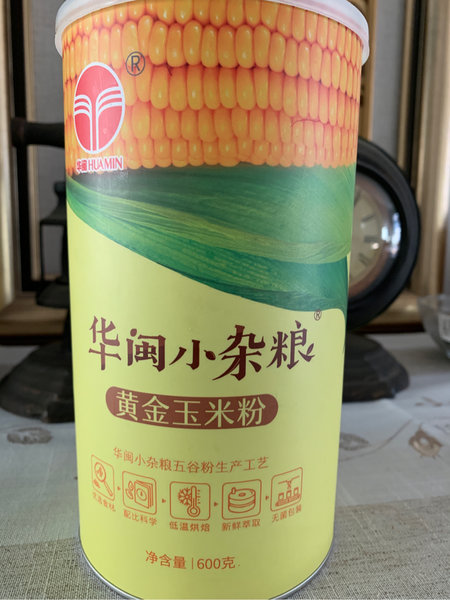 ®
华闽 HUAMIN
华闽小杂粮®
黄金玉米粉
华闽小杂粮五谷粉生产工艺
配比科学
低温烘焙
新鲜萃取
无菌包装
净含量 | 600克